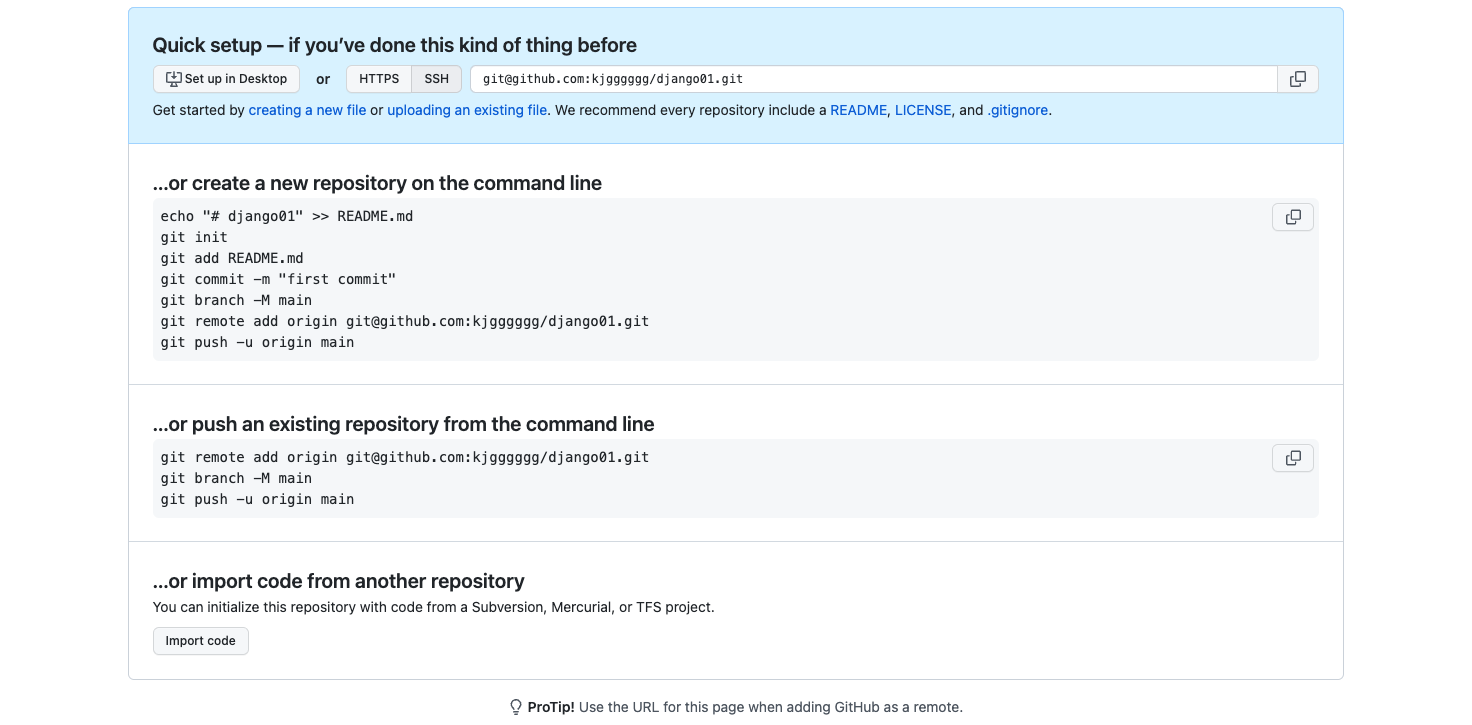 Quick setup — if you’ve done this kind of thing before
Set up in Desktop or HTTPS SSH git@github.com:kjgggggg/django01.git
Get started by creating a new file or uploading an existing file. We recommend every repository include a README, LICENSE, and .gitignore.
...or create a new repository on the command line
echo "# django01" >> README.md
git init
git add README.md
git commit -m "first commit"
git branch -M main
git remote add origin git@github.com:kjgggggg/django01.git
git push -u origin main
...or push an existing repository from the command line
git remote add origin git@github.com:kjgggggg/django01.git
git branch -M main
git push -u origin main
...or import code from another repository
You can initialize this repository with code from a Subversion, Mercurial, or TFS project.
Import code
ProTip! Use the URL for this page when adding GitHub as a remote.